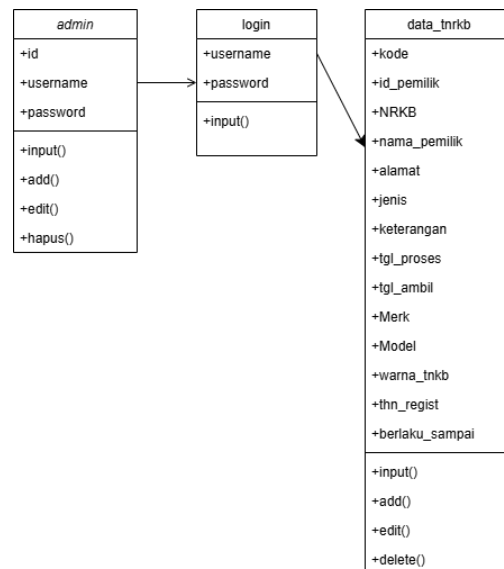 admin
+id
+username
+password
+input()
+add()
+edit()
+hapus()
login
+username
+password
+input()
data_tnrkb
+kode
+id_pemilik
+NRKB
+nama_pemilik
+alamat
+jenis
+keterangan
+tgl_proses
+tgl_ambil
+Merk
+Model
+warna_tnkb
+thn_regist
+berlaku_sampai
+input()
+add()
+edit()
+delete()